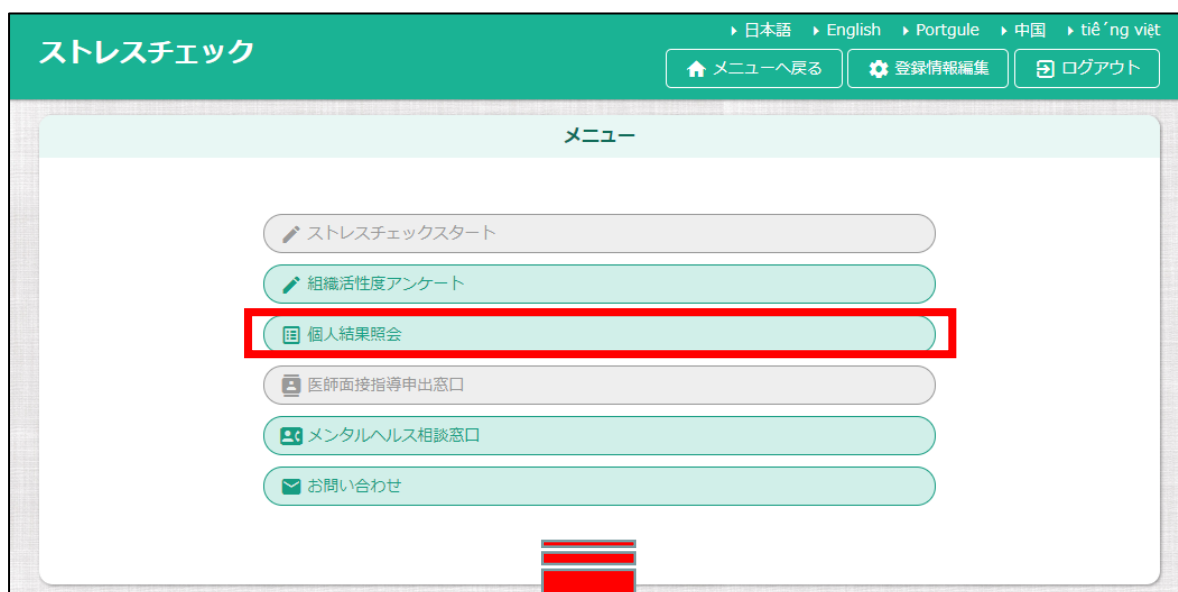 ストレスチェック
日本語 English Portgule 中国 tiê´ng việt
メニューへ戻る 登録情報編集 ログアウト
メニュー
ストレスチェックスタート
組織活性度アンケート
個人結果照会
医師面接指導申出窓口
メンタルヘルス相談窓口
お問い合わせ